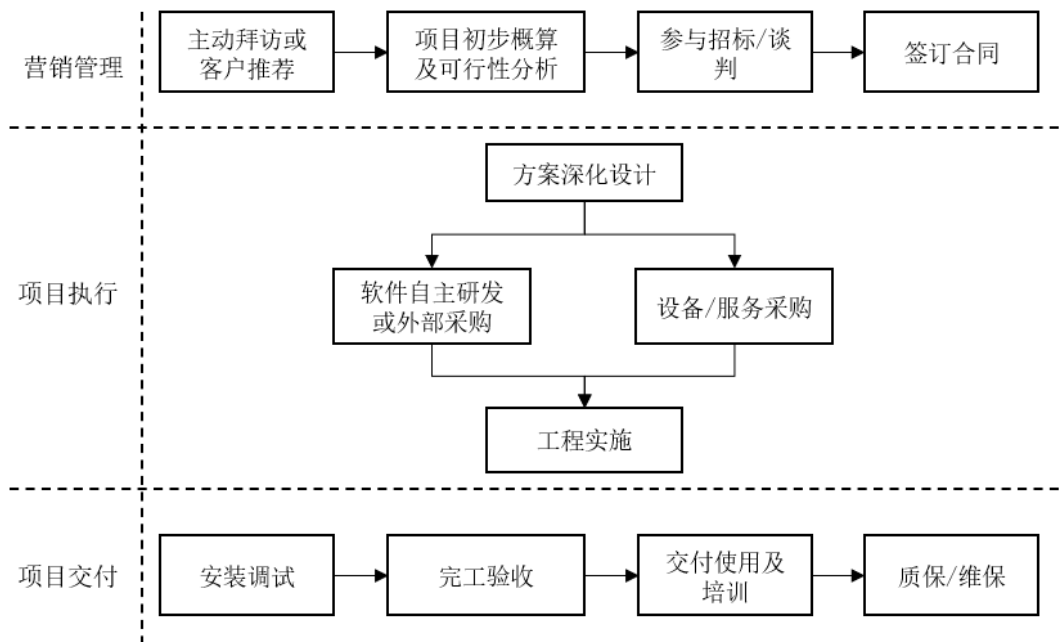 营销管理
主动拜访或
客户推荐
项目初步概算
及可行性分析
参与招标/谈
判
签订合同
项目执行
方案深化设计
软件自主研发
或外部采购
设备/服务采购
工程实施
项目交付
安装调试
完工验收
交付使用及
培训
质保/维保